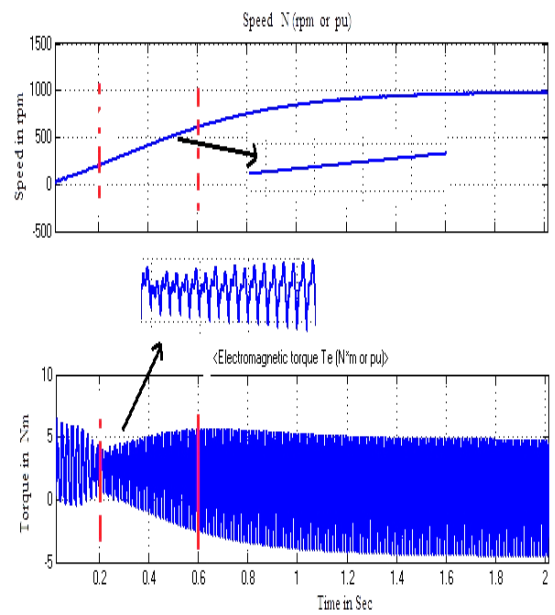 Speed N (rpm or pu)
Speed in rpm
1500
1000
500
0
-500
<Electromagnetic torque Te (N*m or pu)>
Torque in Nm
10
5
0
-5
0.2 0.4 0.6 0.8 1 1.2 1.4 1.6 1.8 2
Time in Sec